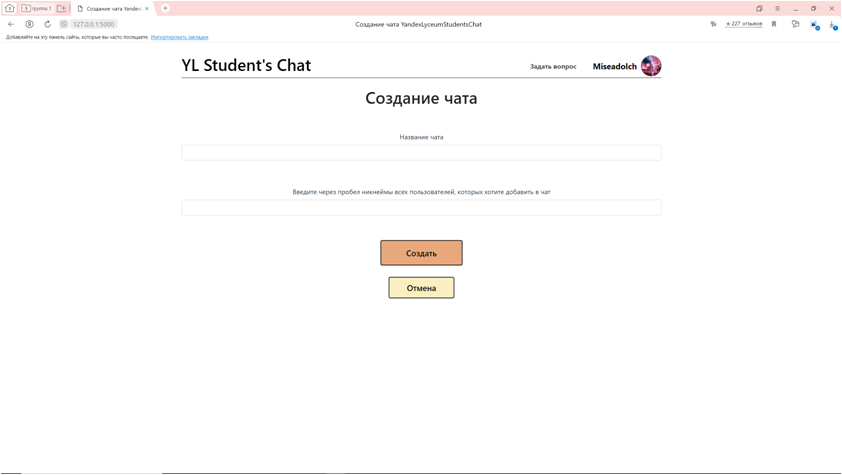 3 группа 1
Создание чата Yandex
127.0.0.1:5000
Создание чата YandexLyceumStudentsChat
227 отзывов
Добавляйте на эту панель сайты, которые вы часто посещаете. Импортировать закладки
YL Student's Chat
Задать вопрос
Miseadolch
Создание чата
Название чата
Введите через пробел никнеймы всех пользователей, которых хотите добавить в чат
Создать
Отмена